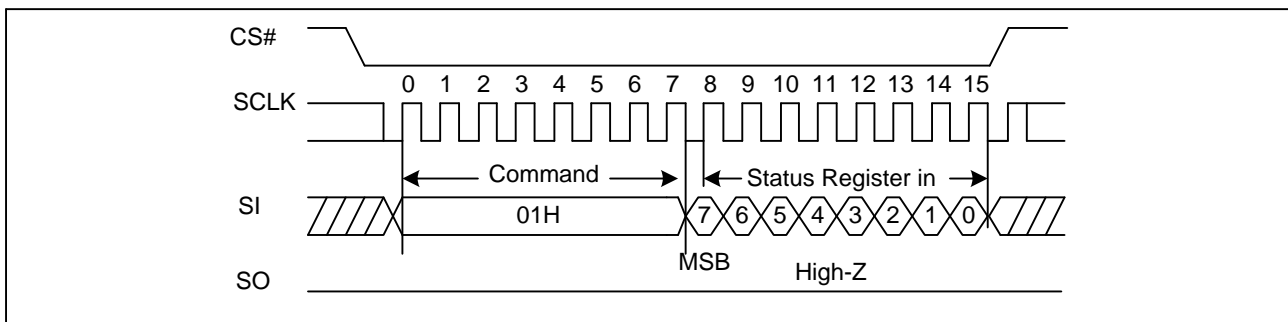 CS#
0 1 2 3 4 5 6 7 8 9 10 11 12 13 14 15
SCLK
Command Status Register in
SI 01H 7 6 5 4 3 2 1 0
MSB
SO High-Z